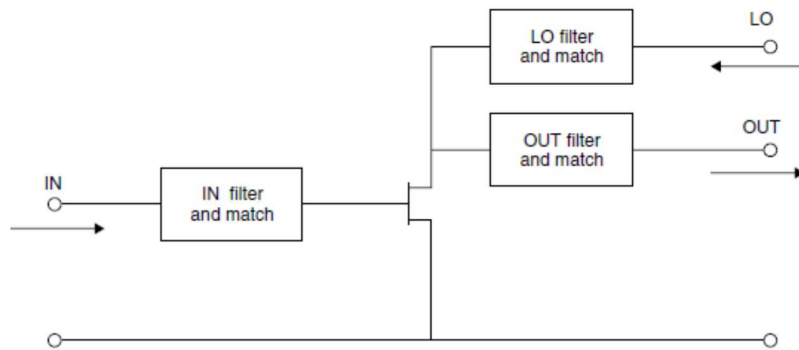 LO
LO filter
and match
OUT
OUT filter
and match
IN
IN filter
and match